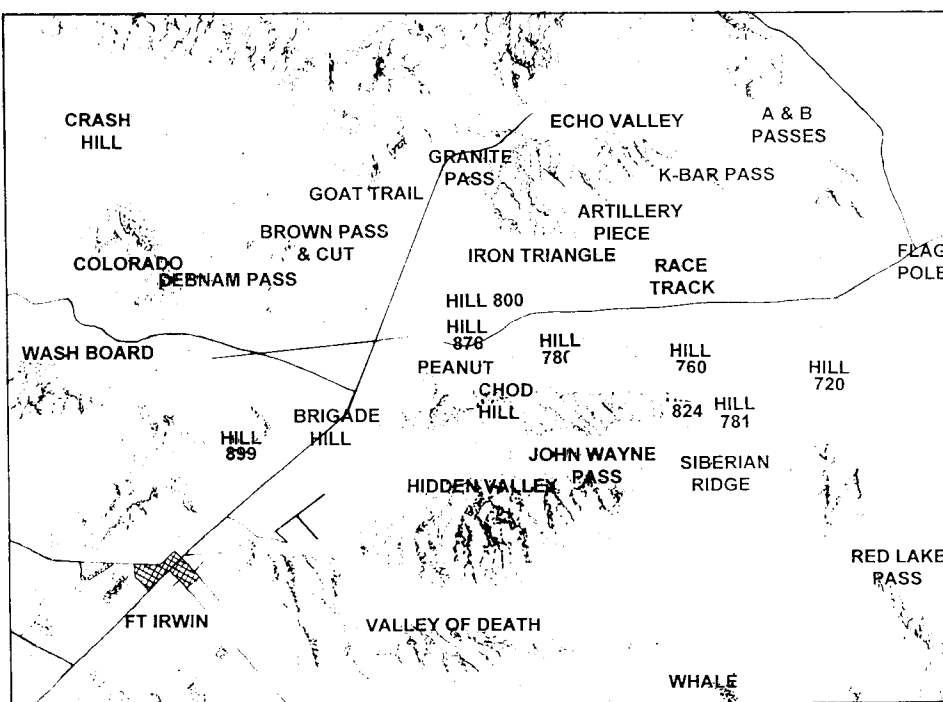 CRASH
HILL
ECHO VALLEY
A & B
PASSES
GRANITE
PASS
K-BAR PASS
GOAT TRAIL
ARTILLERY
PIECE
BROWN PASS
& CUT
IRON TRIANGLE
FLAG
POLE
COLORADO
DEBNAM PASS
RACE
TRACK
HILL 800
HILL
876
HILL
780
WASH BOARD
HILL
760
PEANUT
HILL
720
CHOD
HILL
824
HILL
781
BRIGADE
HILL
HILL
899
JOHN WAYNE
PASS
SIBERIAN
RIDGE
HIDDEN VALLEY
RED LAKE
PASS
FT IRWIN
VALLEY OF DEATH
WHALE